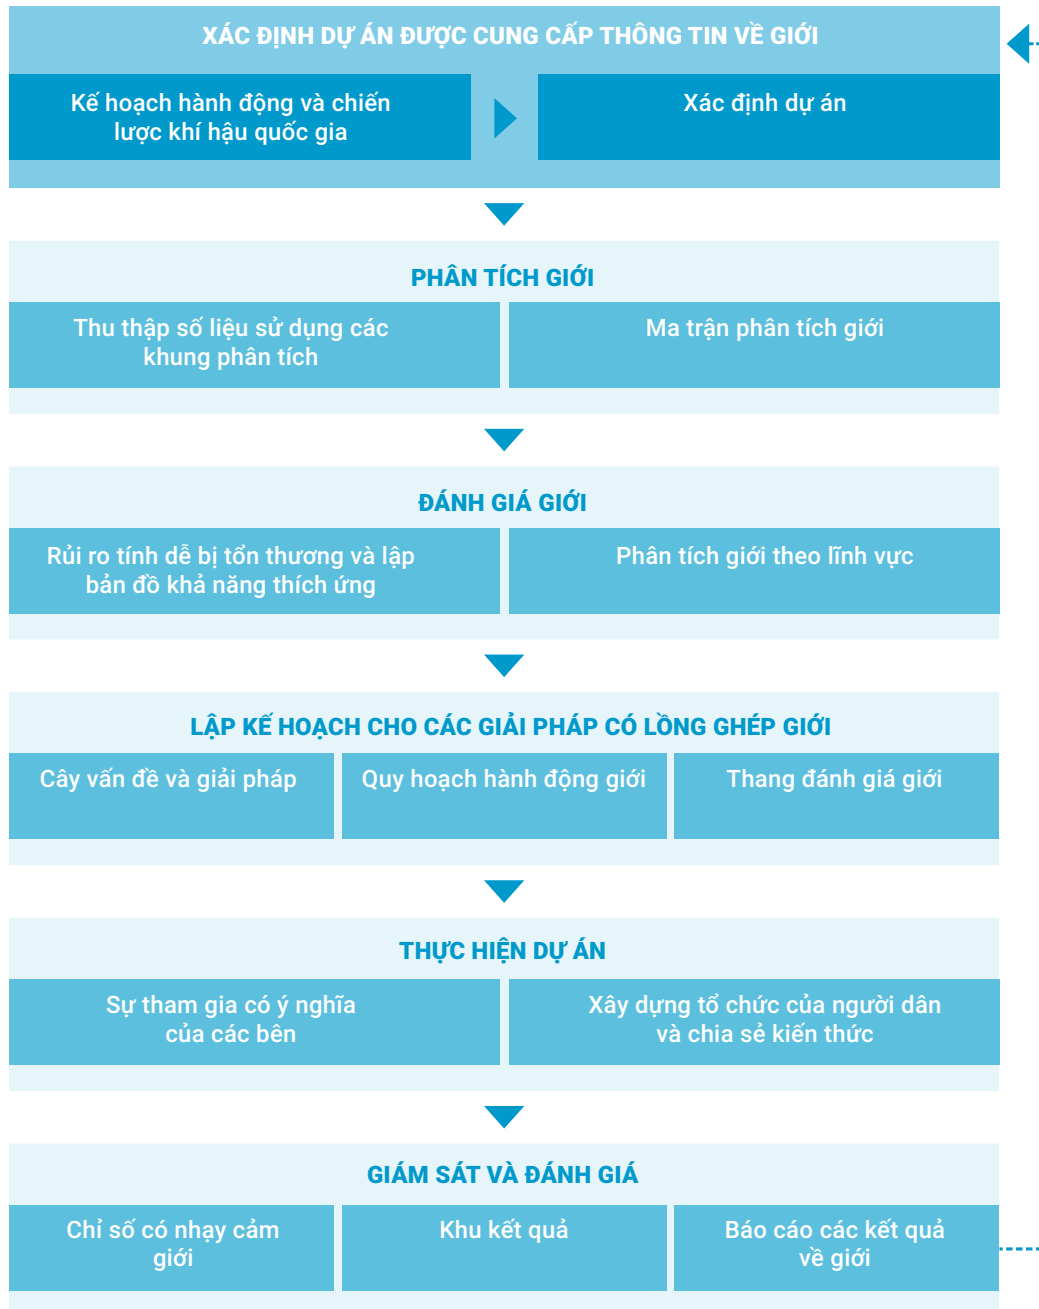 XÁC ĐỊNH DỰ ÁN ĐƯỢC CUNG CẤP THÔNG TIN VỀ GIỚI
Kế hoạch hành động và chiến
lược khí hậu quốc gia
Xác định dự án
PHÂN TÍCH GIỚI
Thu thập số liệu sử dụng các
khung phân tích
Ma trận phân tích giới
ĐÁNH GIÁ GIỚI
Rủi ro tính dễ bị tổn thương và lập
bản đồ khả năng thích ứng
Phân tích giới theo lĩnh vực
LẬP KẾ HOẠCH CHO CÁC GIẢI PHÁP CÓ LỒNG GHÉP GIỚI
Cây vấn đề và giải pháp
Quy hoạch hành động giới
Thang đánh giá giới
THỰC HIỆN DỰ ÁN
Sự tham gia có ý nghĩa
của các bên
Xây dựng tổ chức của người dân
và chia sẻ kiến thức
GIÁM SÁT VÀ ĐÁNH GIÁ
Chỉ số có nhạy cảm
giới
Khu kết quả
Báo cáo các kết quả
về giới